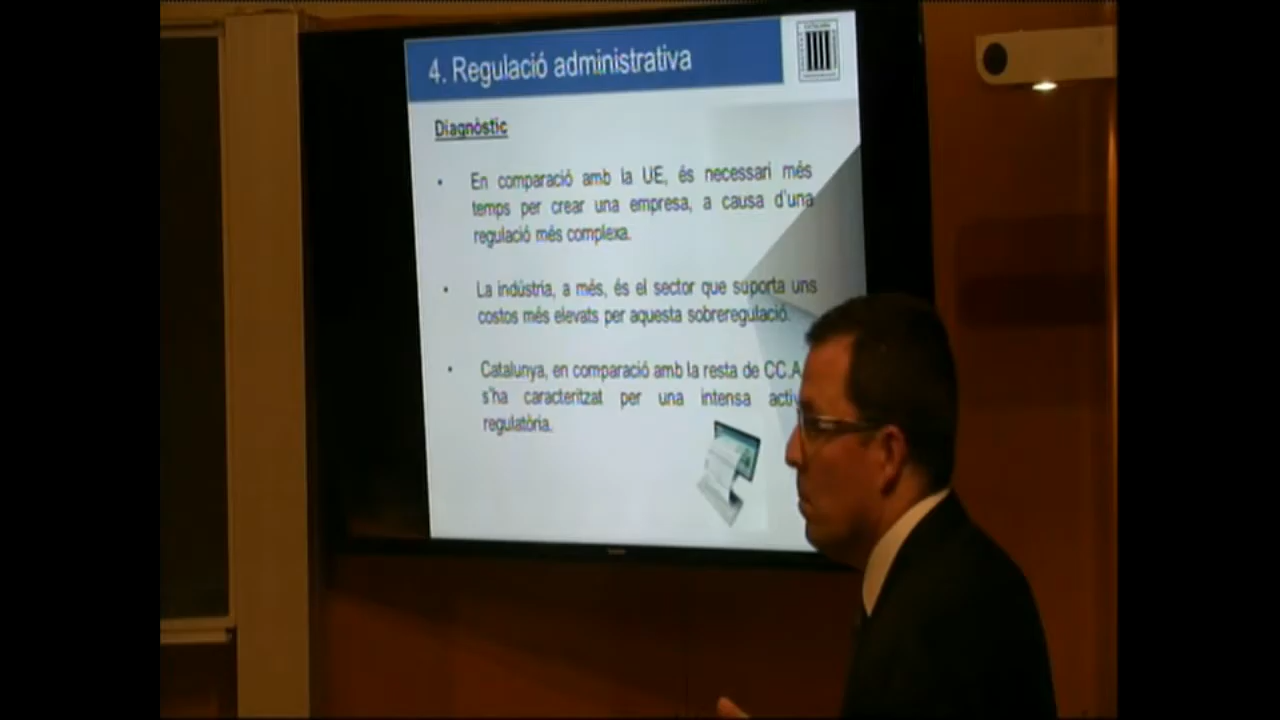 4. Regulació administrativa
Diagnòstic
• En comparació amb la UE, és necessari més
temps per crear una empresa, a causa d'una
regulació més complexa.
• La indústria, a més, és el sector que suporta uns
costos més elevats per aquesta sobreregulació.
• Catalunya, en comparació amb la resta de CC.A
s'ha caracteritzat per una intensa
regulatòria.